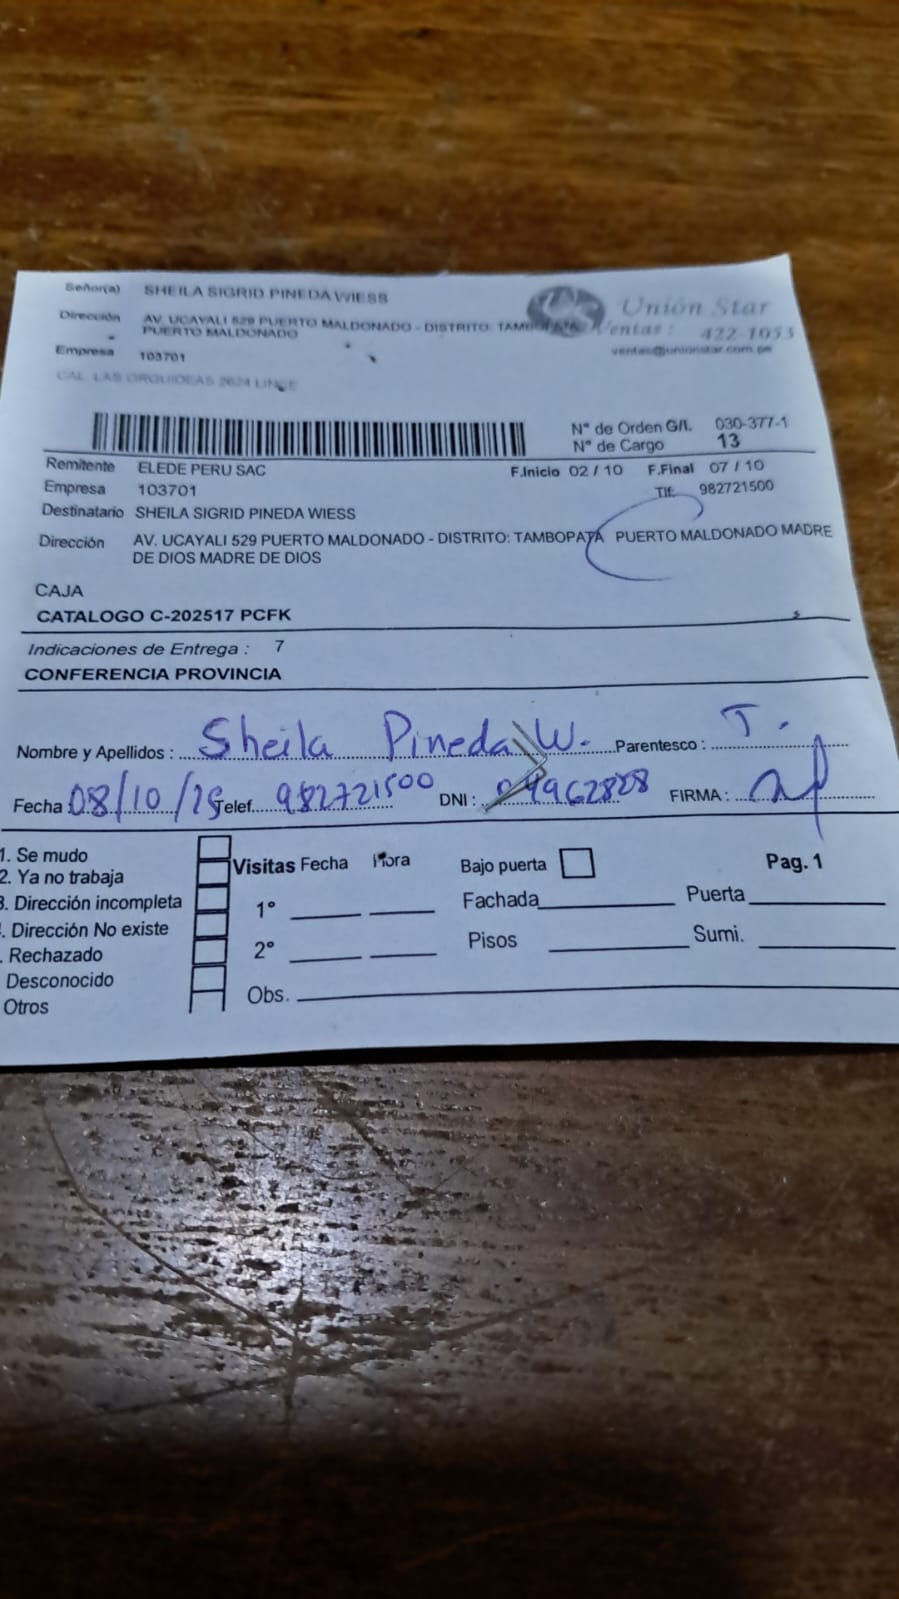 Señor(a) SHEILA SIGRID PINEDA WIESS
Dirección AV. UCAYALI 529 PUERTO MALDONADO - DISTRITO: TAMBOPATA
PUERTO MALDONADO
Unión Star
Ventas : 422-1053
ventas@unionstar.com.pe
Empresa 103701
CAL. LAS ORQUIDEAS 2624 LINCE
N° de Orden G/I. 030-377-1
N° de Cargo 13
Remitente ELEDE PERU SAC F.Inicio 02 / 10 F.Final 07 / 10
Empresa 103701 Tlf. 982721500
Destinatario SHEILA SIGRID PINEDA WIESS
Dirección AV. UCAYALI 529 PUERTO MALDONADO - DISTRITO: TAMBOPATA PUERTO MALDONADO MADRE
DE DIOS MADRE DE DIOS
CAJA
CATALOGO C-202517 PCFK
Indicaciones de Entrega : 7
CONFERENCIA PROVINCIA
Nombre y Apellidos : Sheila Pineda W. Parentesco : T.
Fecha 08/10/25 Telef. 982721500 DNI : FIRMA :
1. Se mudo
2. Ya no trabaja
3. Dirección incompleta
. Dirección No existe
. Rechazado
Desconocido
Otros
Visitas Fecha Hora Bajo puerta Pag. 1
1° Fachada Puerta
2° Pisos Sumi.
Obs.